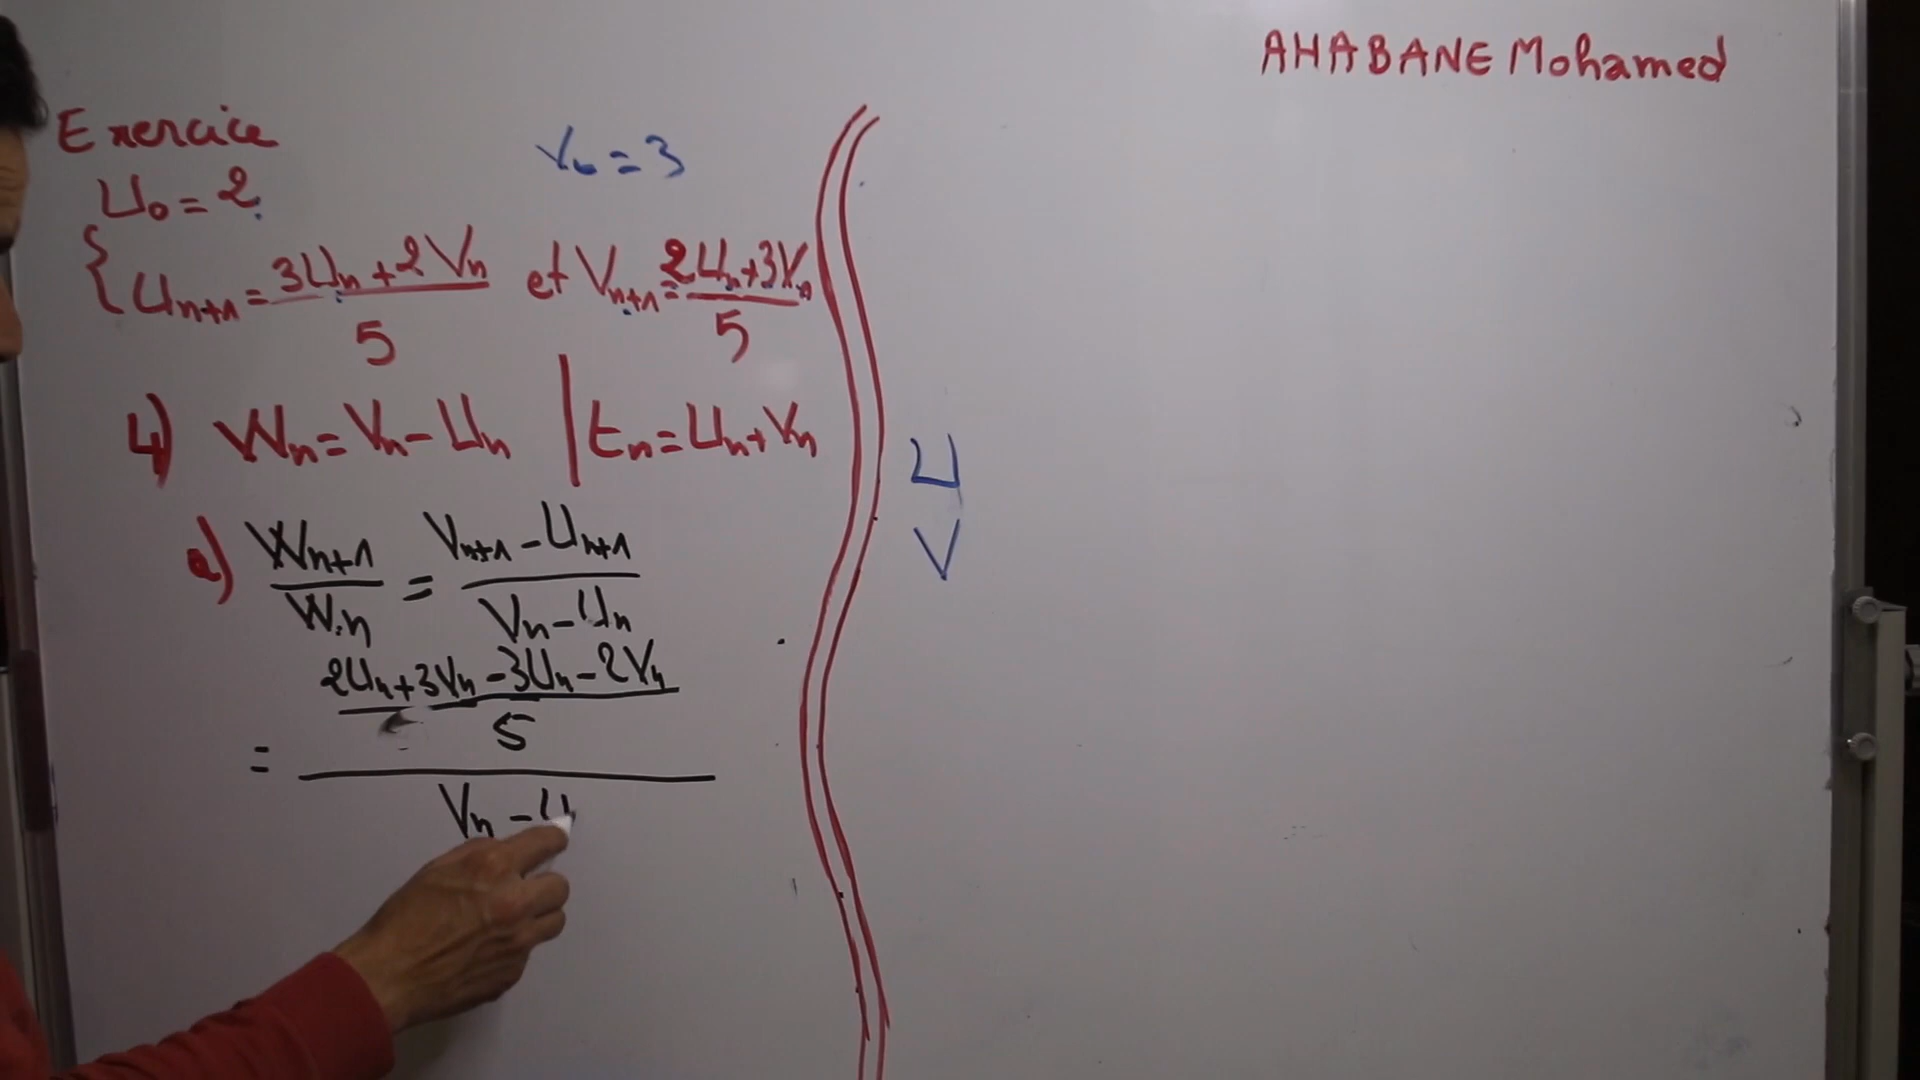 AHABANE Mohamed
Exercice
V₀ = 3
U₀ = 2
{ Uₙ₊₁ = (3Uₙ + 2Vₙ)/5 et Vₙ₊₁ = (2Uₙ + 3Vₙ)/5
4) Wₙ = Vₙ - Uₙ | tₙ = Uₙ + Vₙ
a) Wₙ₊₁/Wₙ = (Vₙ₊₁ - Uₙ₊₁)/(Vₙ - Uₙ)
= ((2Uₙ + 3Vₙ - 3Uₙ - 2Vₙ)/5)/(Vₙ - U
U
V